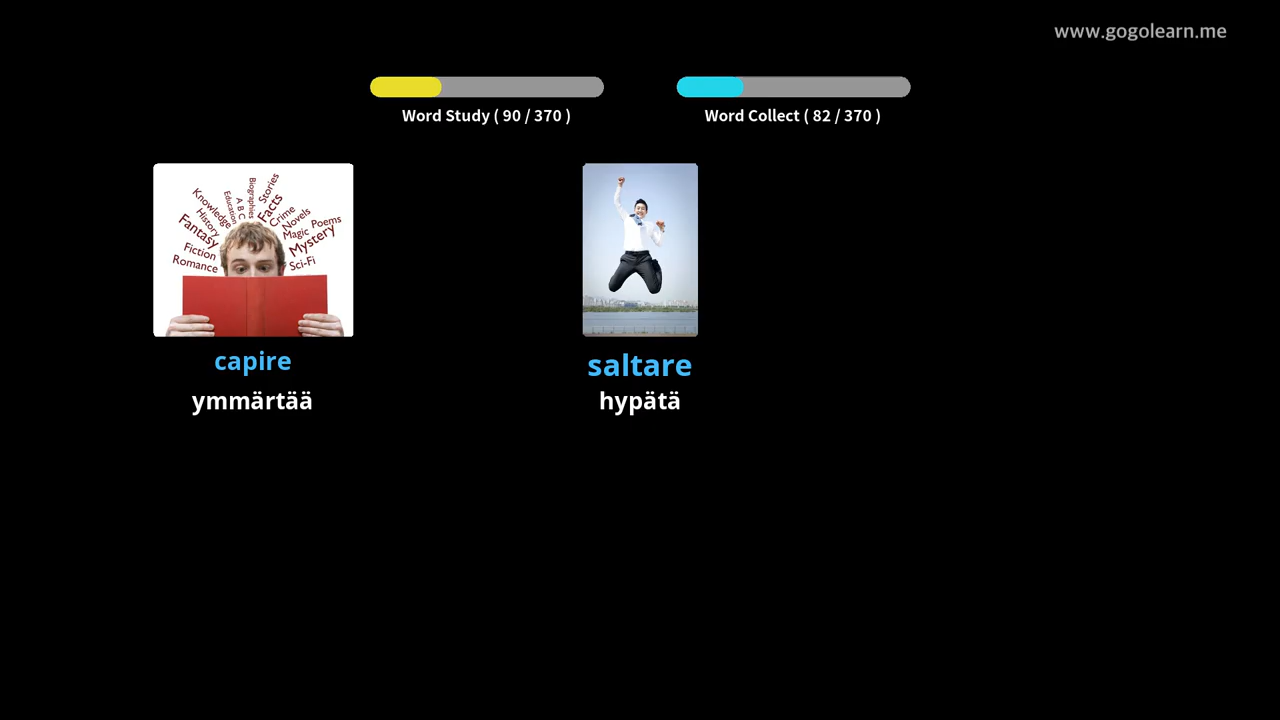 www.gogolearn.me
Word Study ( 90 / 370 )
Word Collect ( 82 / 370 )
Knowledge
History
Fantasy
Fiction
Romance
Education
A B C
Biographies
Stories
Facts
Crime
Novels
Magic
Poems
Mystery
Sci-Fi
capire
saltare
ymmärtää
hypätä